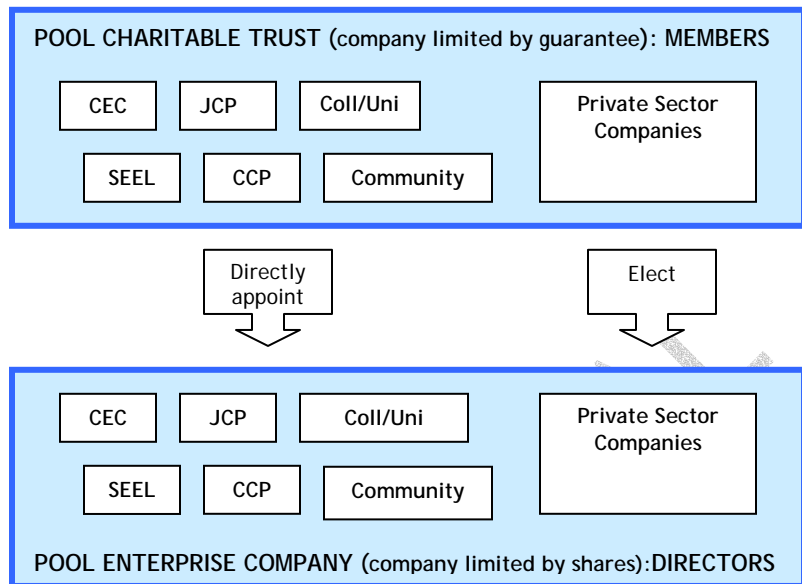 POOL CHARITABLE TRUST (company limited by guarantee): MEMBERS
CEC JCP Coll/Uni
Private Sector
Companies
SEEL CCP Community
Directly
appoint
Elect
CEC JCP Coll/Uni
Private Sector
Companies
SEEL CCP Community
POOL ENTERPRISE COMPANY (company limited by shares):DIRECTORS